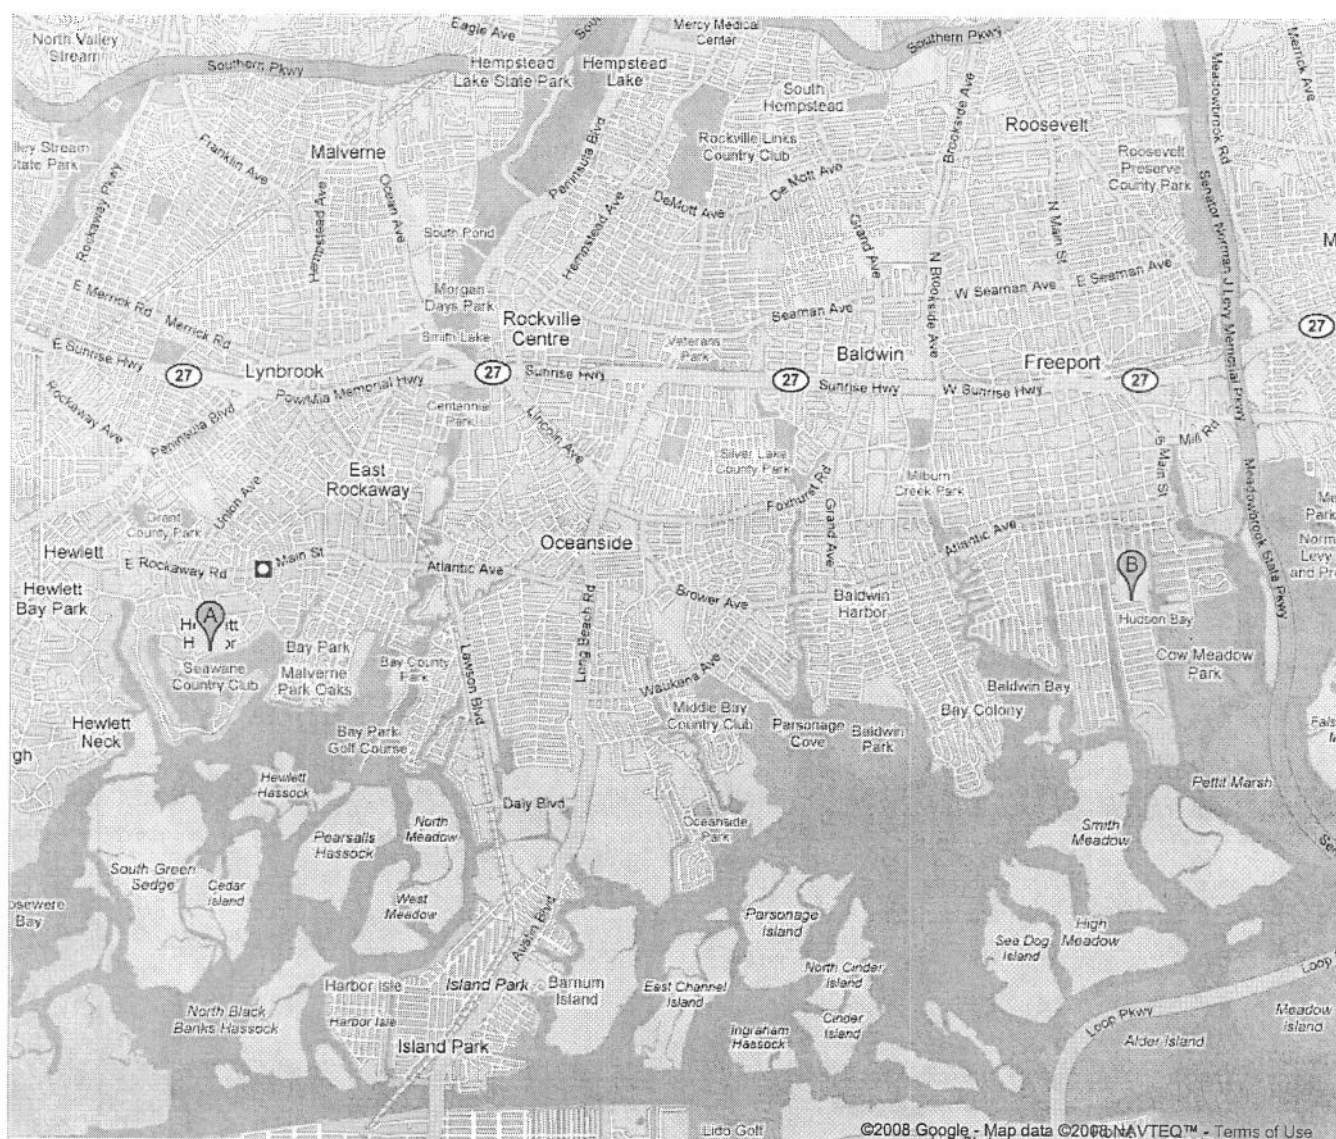 North Valley
Stream
Eagle Ave
Mercy Medical
Center
Southern Pkwy
Southern Pkwy
Hempstead
Lake State Park
Hempstead
Lake
South
Hempstead
Brookside Ave
Meadowbrook Rd
Merrick Ave
Roosevelt
Rockville Links
Country Club
Peninsula Blvd
Franklin Ave
Malverne
State Park
Rockaway Pkwy
Hempstead Ave
Ocean Ave
Hempstead Ave
De Mott Ave
DeMott Ave
Roosevelt
Preserve
County Park
Grand Ave
N Main St
Senator Norman J Levy Memorial Pkwy
South Pond
N Brookside Ave
W Seaman Ave
E Seaman Ave
E Merrick Rd
Merrick Rd
Morgan
Days Park
Seaman Ave
Rockville
Centre
Smith Lake
Veterans
Park
Baldwin
Freeport
27
E Sunrise Hwy
27
Lynbrook
Pow/Mia Memorial Hwy
27
Sunrise Hwy
27
Sunrise Hwy
W Sunrise Hwy
27
Rockaway Ave
Peninsula Blvd
Centennial
Park
Lincoln Ave
S Main St
Mill Rd
East
Rockaway
Silver Lake
County Park
Milburn
Creek Park
Meadowbrook State Pkwy
Union Ave
Foxhurst Rd
Grand Ave
Grant
County Park
Atlantic Ave
Hewlett
E Rockaway Rd
Main St
Atlantic Ave
Oceanside
Hewlett
Bay Park
A
B
Brower Ave
Baldwin
Harbor
Hudson Bay
Long Beach Rd
Bay Park
Malverne
Park Oaks
Seawane
Country Club
Bay County
Park
Lawson Blvd
Waukena Ave
Cow Meadow
Park
Baldwin Bay
Bay Colony
Middle Bay
Country Club
Parsonage
Cove
Baldwin
Park
Hewlett
Neck
Bay Park
Golf Course
Hewlett
Hassock
Pettit Marsh
Daly Blvd
North
Meadow
Pearsalls
Hassock
Oceanside
Park
Smith
Meadow
South Green
Sedge
Cedar
Island
West
Meadow
Austin Blvd
Parsonage
Island
High
Meadow
Sea Dog
Island
Bay
North Cinder
Island
Harbor Isle
Island Park
Barnum
Island
East Channel
Island
North Black
Banks Hassock
Harbor Isle
Cinder
Island
Ingraham
Hassock
Loop Pkwy
Meadow
Island
Alder Island
Island Park
Lido Golf
©2008 Google - Map data ©2008 NAVTEQ™ - Terms of Use